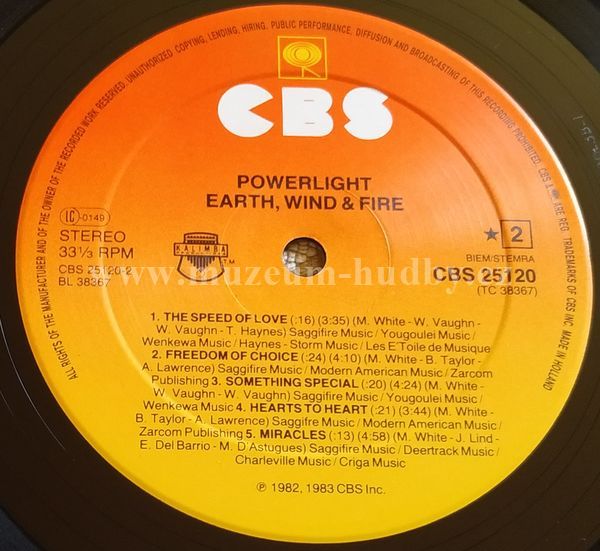 ALL RIGHTS OF THE MANUFACTURER AND OF THE OWNER OF THE RECORDED WORK RESERVED. UNAUTHORIZED COPYING, LENDING, HIRING, PUBLIC PERFORMANCE, DIFFUSION AND BROADCASTING OF THIS RECORDING PROHIBITED. CBS & ARE REG. TRADEMARKS OF CBS INC. MADE IN HOLLAND
CBS
POWERLIGHT
EARTH, WIND & FIRE
LC-0149
STEREO
33⅓ RPM
CBS 25120-2
BL 38367
KALIMBA
TM
★ 2
BIEM/STEMRA
CBS 25120
(TC 38367)
www.muzeum-hudby
1. THE SPEED OF LOVE (:16) (3:35) (M. White - W. Vaughn -
W. Vaughn - T. Haynes) Saggifire Music / Yougoulei Music /
Wenkewa Music / Haynes - Storm Music / Les E'Toile de Musique
2. FREEDOM OF CHOICE (:24) (4:10) (M. White - B. Taylor -
A. Lawrence) Saggifire Music / Modern American Music / Zarcom
Publishing 3. SOMETHING SPECIAL (:20) (4:24) (M. White -
W. Vaughn - W. Vaughn) Saggifire Music / Yougoulei Music /
Wenkewa Music 4. HEARTS TO HEART (:21) (3:44) (M. White -
B. Taylor - A. Lawrence) Saggifire Music / Modern American Music /
Zarcom Publishing 5. MIRACLES (:13) (4:58) (M. White - J. Lind -
E. Del Barrio - M. D'Astugues) Saggifire Music / Deertrack Music /
Charleville Music / Criga Music
℗ 1982, 1983 CBS Inc.